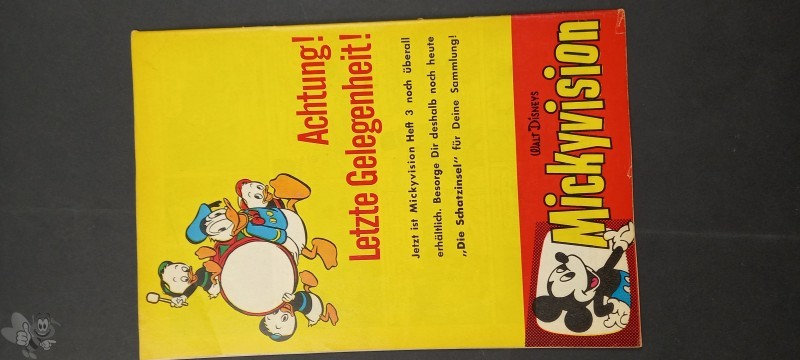 Achtung!
Letzte Gelegenheit!
Jetzt ist Mickyvision Heft 3 noch überall
erhältlich. Besorge Dir deshalb noch heute
„Die Schatzinsel" für Deine Sammlung!
WALT DISNEYS
Mickyvision